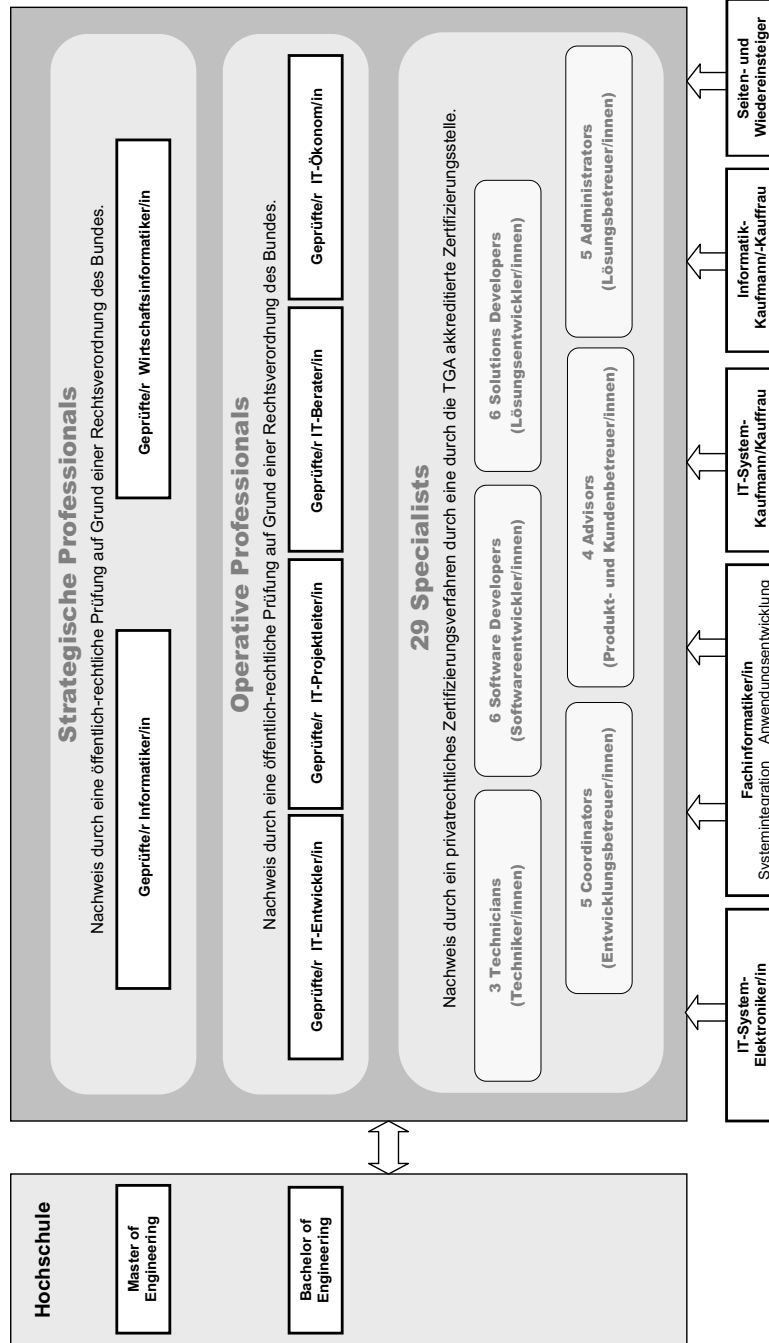 Hochschule
Master of
Engineering
Bachelor of
Engineering
Strategische Professionals
Nachweis durch eine öffentlich-rechtliche Prüfung auf Grund einer Rechtsverordnung des Bundes.
Geprüfte/r Informatiker/in
Geprüfte/r Wirtschaftsinformatiker/in
Operative Professionals
Nachweis durch eine öffentlich-rechtliche Prüfung auf Grund einer Rechtsverordnung des Bundes.
Geprüfte/r IT-Entwickler/in
Geprüfte/r IT-Projektleiter/in
Geprüfte/r IT-Berater/in
Geprüfte/r IT-Ökonom/in
29 Specialists
Nachweis durch ein privatrechtliches Zertifizierungsverfahren durch eine durch die TGA akkreditierte Zertifizierungsstelle.
3 Technicians
(Techniker/innen)
6 Software Developers
(Softwareentwickler/innen)
6 Solutions Developers
(Lösungsentwickler/innen)
5 Coordinators
(Entwicklungsbetreuer/innen)
4 Advisors
(Produkt- und Kundenbetreuer/innen)
5 Administrators
(Lösungsbetreuer/innen)
IT-System-
Elektroniker/in
Fachinformatiker/in
Systemintegration Anwendungsentwicklung
IT-System-
Kaufmann/Kauffrau
Informatik-
Kaufmann/-Kauffrau
Seiten- und
Wiedereinsteiger